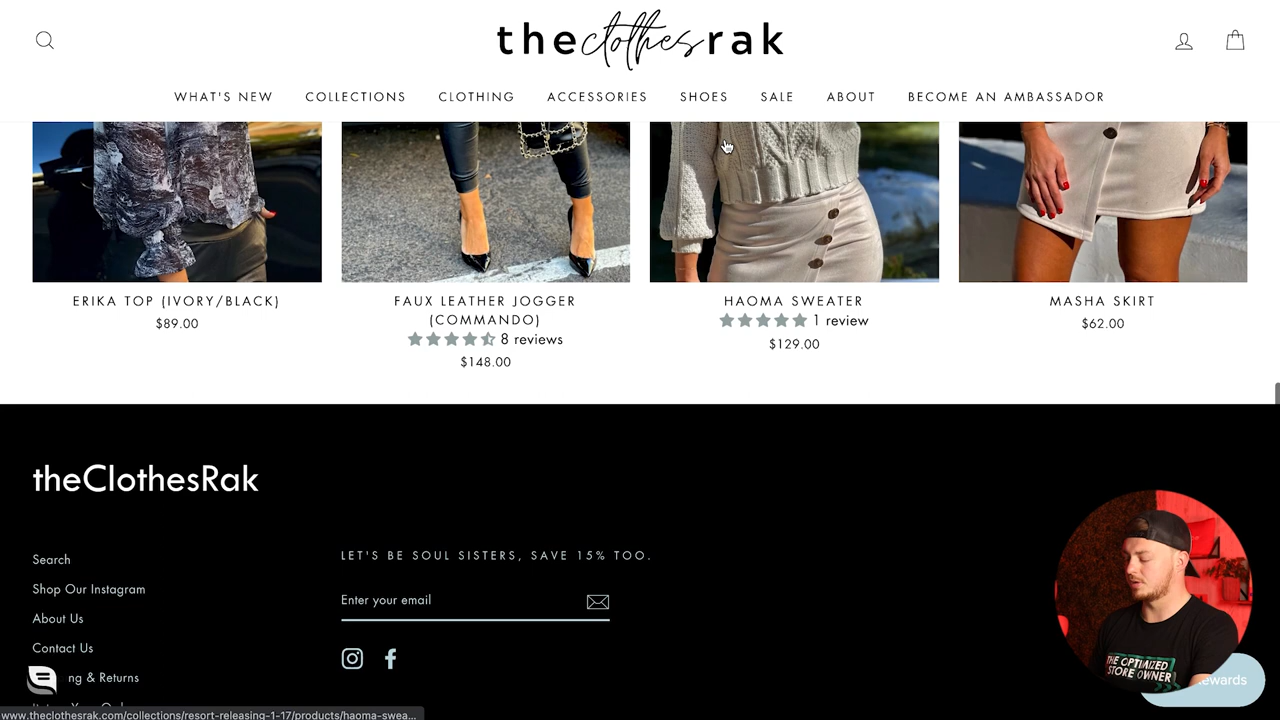 theclothesrak
WHAT'S NEW COLLECTIONS CLOTHING ACCESSORIES SHOES SALE ABOUT BECOME AN AMBASSADOR
ERIKA TOP (IVORY/BLACK)
$89.00
FAUX LEATHER JOGGER
(COMMANDO)
8 reviews
$148.00
HAOMA SWEATER
1 review
$129.00
MASHA SKIRT
$62.00
theClothesRak
Search
Shop Our Instagram
About Us
Contact Us
ng & Returns
LET'S BE SOUL SISTERS, SAVE 15% TOO.
Enter your email
THE OPTIMIZED
STORE OWNER
ewards
www.theclothesrak.com/collections/resort-releasing-1-17/products/haoma-swea...